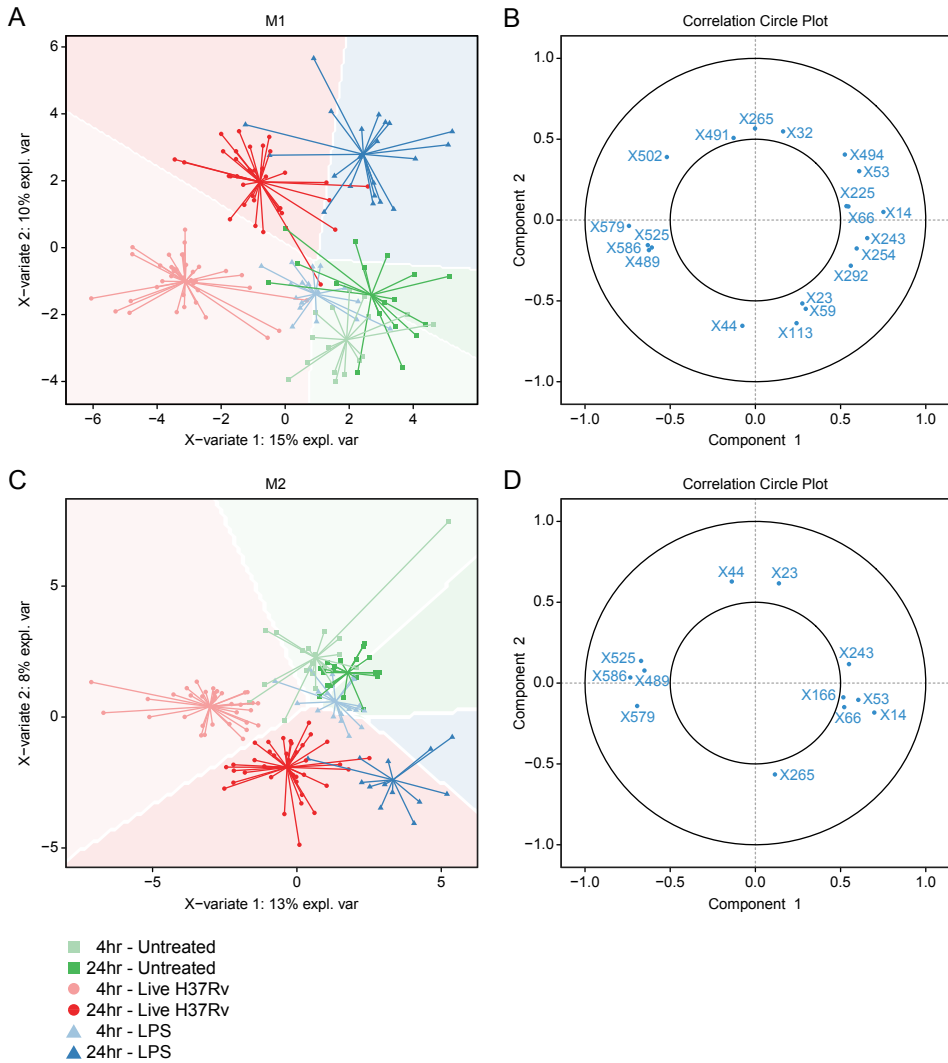 A
M1
6
4
2
0
−2
−4
−6
−4
−2
0
2
4
X−variate 2: 10% expl. var
X−variate 1: 15% expl. var
B
Correlation Circle Plot
1.0
0.5
0.0
−0.5
−1.0
−1.0
−0.5
0.0
0.5
1.0
Component 2
Component 1
X265
X491
X32
X502
X494
X53
X225
X66
X14
X579
X525
X586
X489
X243
X254
X292
X23
X59
X44
X113
C
M2
5
0
−5
−5
0
5
X−variate 2: 8% expl. var
X−variate 1: 13% expl. var
D
Correlation Circle Plot
1.0
0.5
0.0
−0.5
−1.0
−1.0
−0.5
0.0
0.5
1.0
Component 2
Component 1
X44
X23
X525
X586
X489
X579
X243
X166
X53
X66
X14
X265
4hr - Untreated
24hr - Untreated
4hr - Live H37Rv
24hr - Live H37Rv
4hr - LPS
24hr - LPS